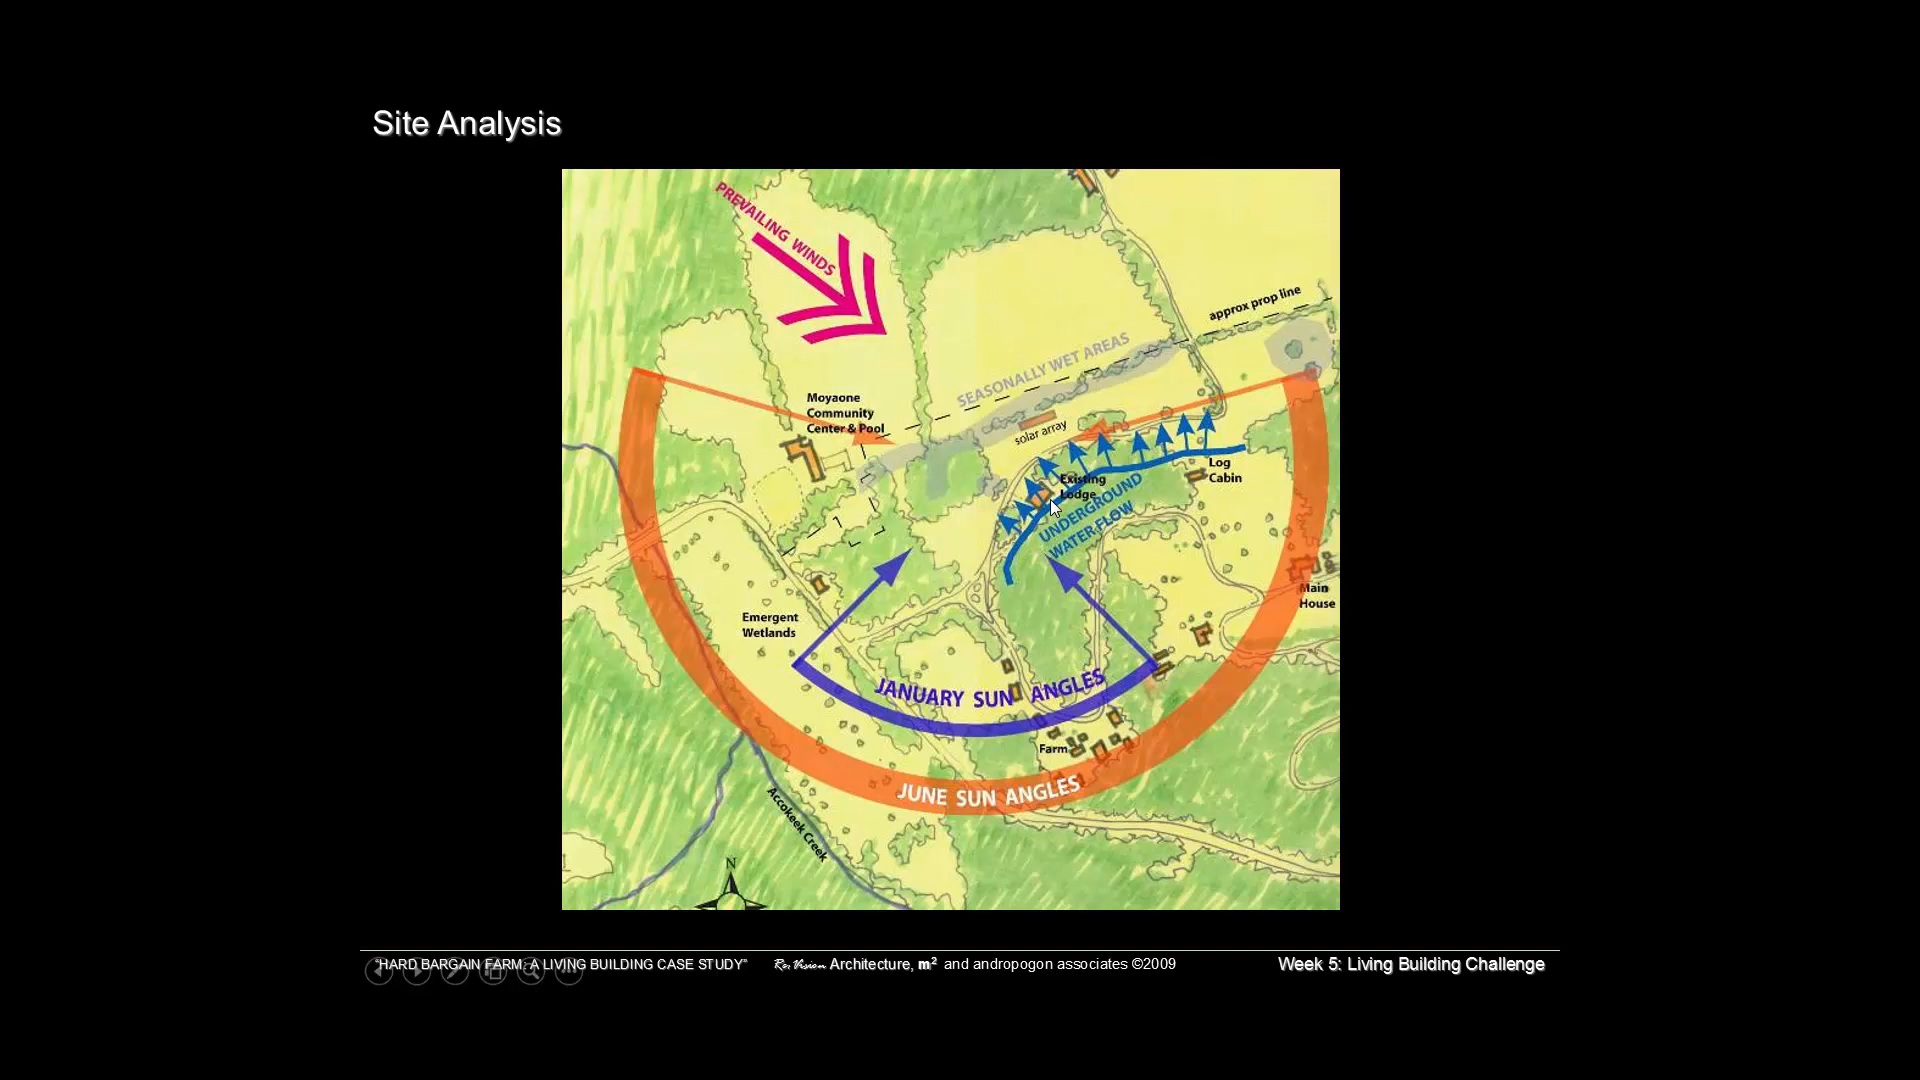 Site Analysis
PREVAILING WINDS
approx prop line
SEASONALLY WET AREAS
Moyaone
Community
Center & Pool
solar array
Existing
Lodge
Log
Cabin
UNDERGROUND
WATER FLOW
Main
House
Emergent
Wetlands
JANUARY SUN ANGLES
Farm
JUNE SUN ANGLES
Accokeek Creek
N
“HARD BARGAIN FARM: A LIVING BUILDING CASE STUDY” Re:Vision Architecture, m² and andropogon associates ©2009 Week 5: Living Building Challenge